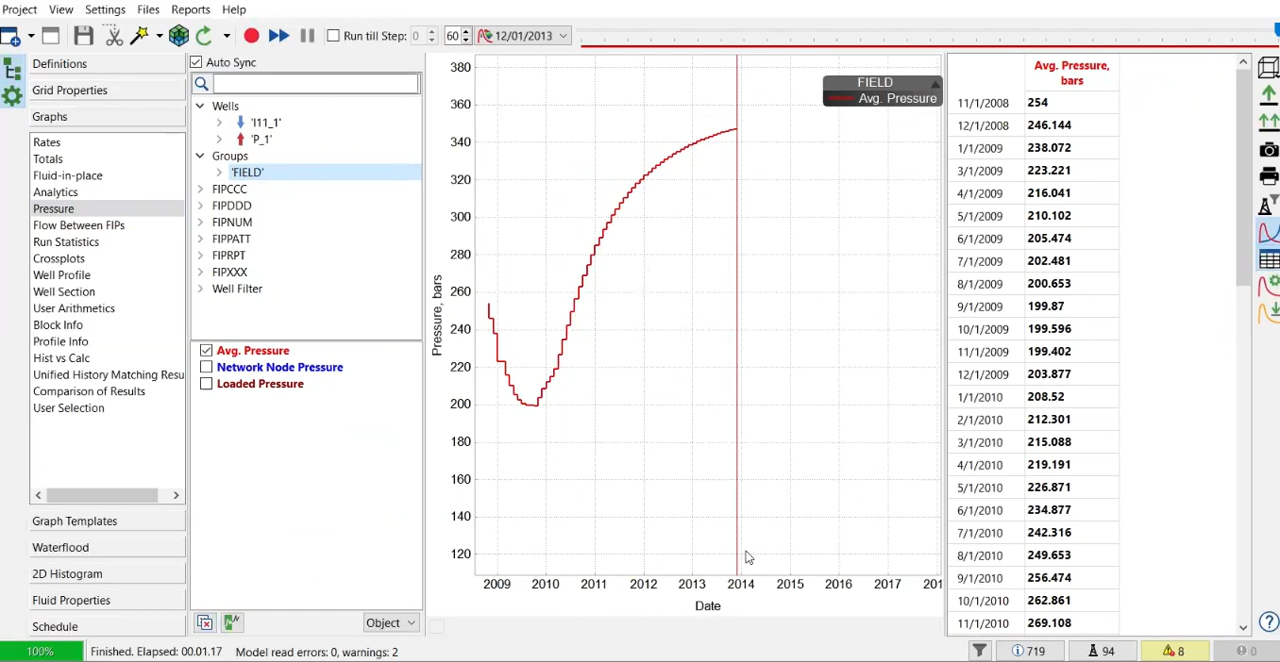 Project View Settings Files Reports Help
Run till Step: 0 60 12/01/2013
Definitions
Grid Properties
Graphs
Rates
Totals
Fluid-in-place
Analytics
Pressure
Flow Between FIPs
Run Statistics
Crossplots
Well Profile
Well Section
User Arithmetics
Block Info
Profile Info
Hist vs Calc
Unified History Matching Resu
Comparison of Results
User Selection
Graph Templates
Waterflood
2D Histogram
Fluid Properties
Schedule
Auto Sync
Wells
'I11_1'
'P_1'
Groups
'FIELD'
FIPCCC
FIPDDD
FIPNUM
FIPPATT
FIPRPT
FIPXXX
Well Filter
Avg. Pressure
Network Node Pressure
Loaded Pressure
Object
380
360
340
320
300
280
260
240
220
200
180
160
140
120
Pressure, bars
FIELD
Avg. Pressure
2009 2010 2011 2012 2013 2014 2015 2016 2017 201
Date
Avg. Pressure,
bars
11/1/2008 254
12/1/2008 246.144
1/1/2009 238.072
3/1/2009 223.221
4/1/2009 216.041
5/1/2009 210.102
6/1/2009 205.474
7/1/2009 202.481
8/1/2009 200.653
9/1/2009 199.87
10/1/2009 199.596
11/1/2009 199.402
12/1/2009 203.877
1/1/2010 208.52
2/1/2010 212.301
3/1/2010 215.088
4/1/2010 219.191
5/1/2010 226.871
6/1/2010 234.877
7/1/2010 242.316
8/1/2010 249.653
9/1/2010 256.474
10/1/2010 262.861
11/1/2010 269.108
100% Finished. Elapsed: 00.01.17 Model read errors: 0, warnings: 2 719 94 8 0